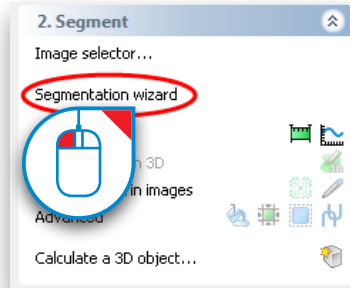 2. Segment
Image selector...
Segmentation wizard
n 3D
in images
Advanced
Calculate a 3D object...